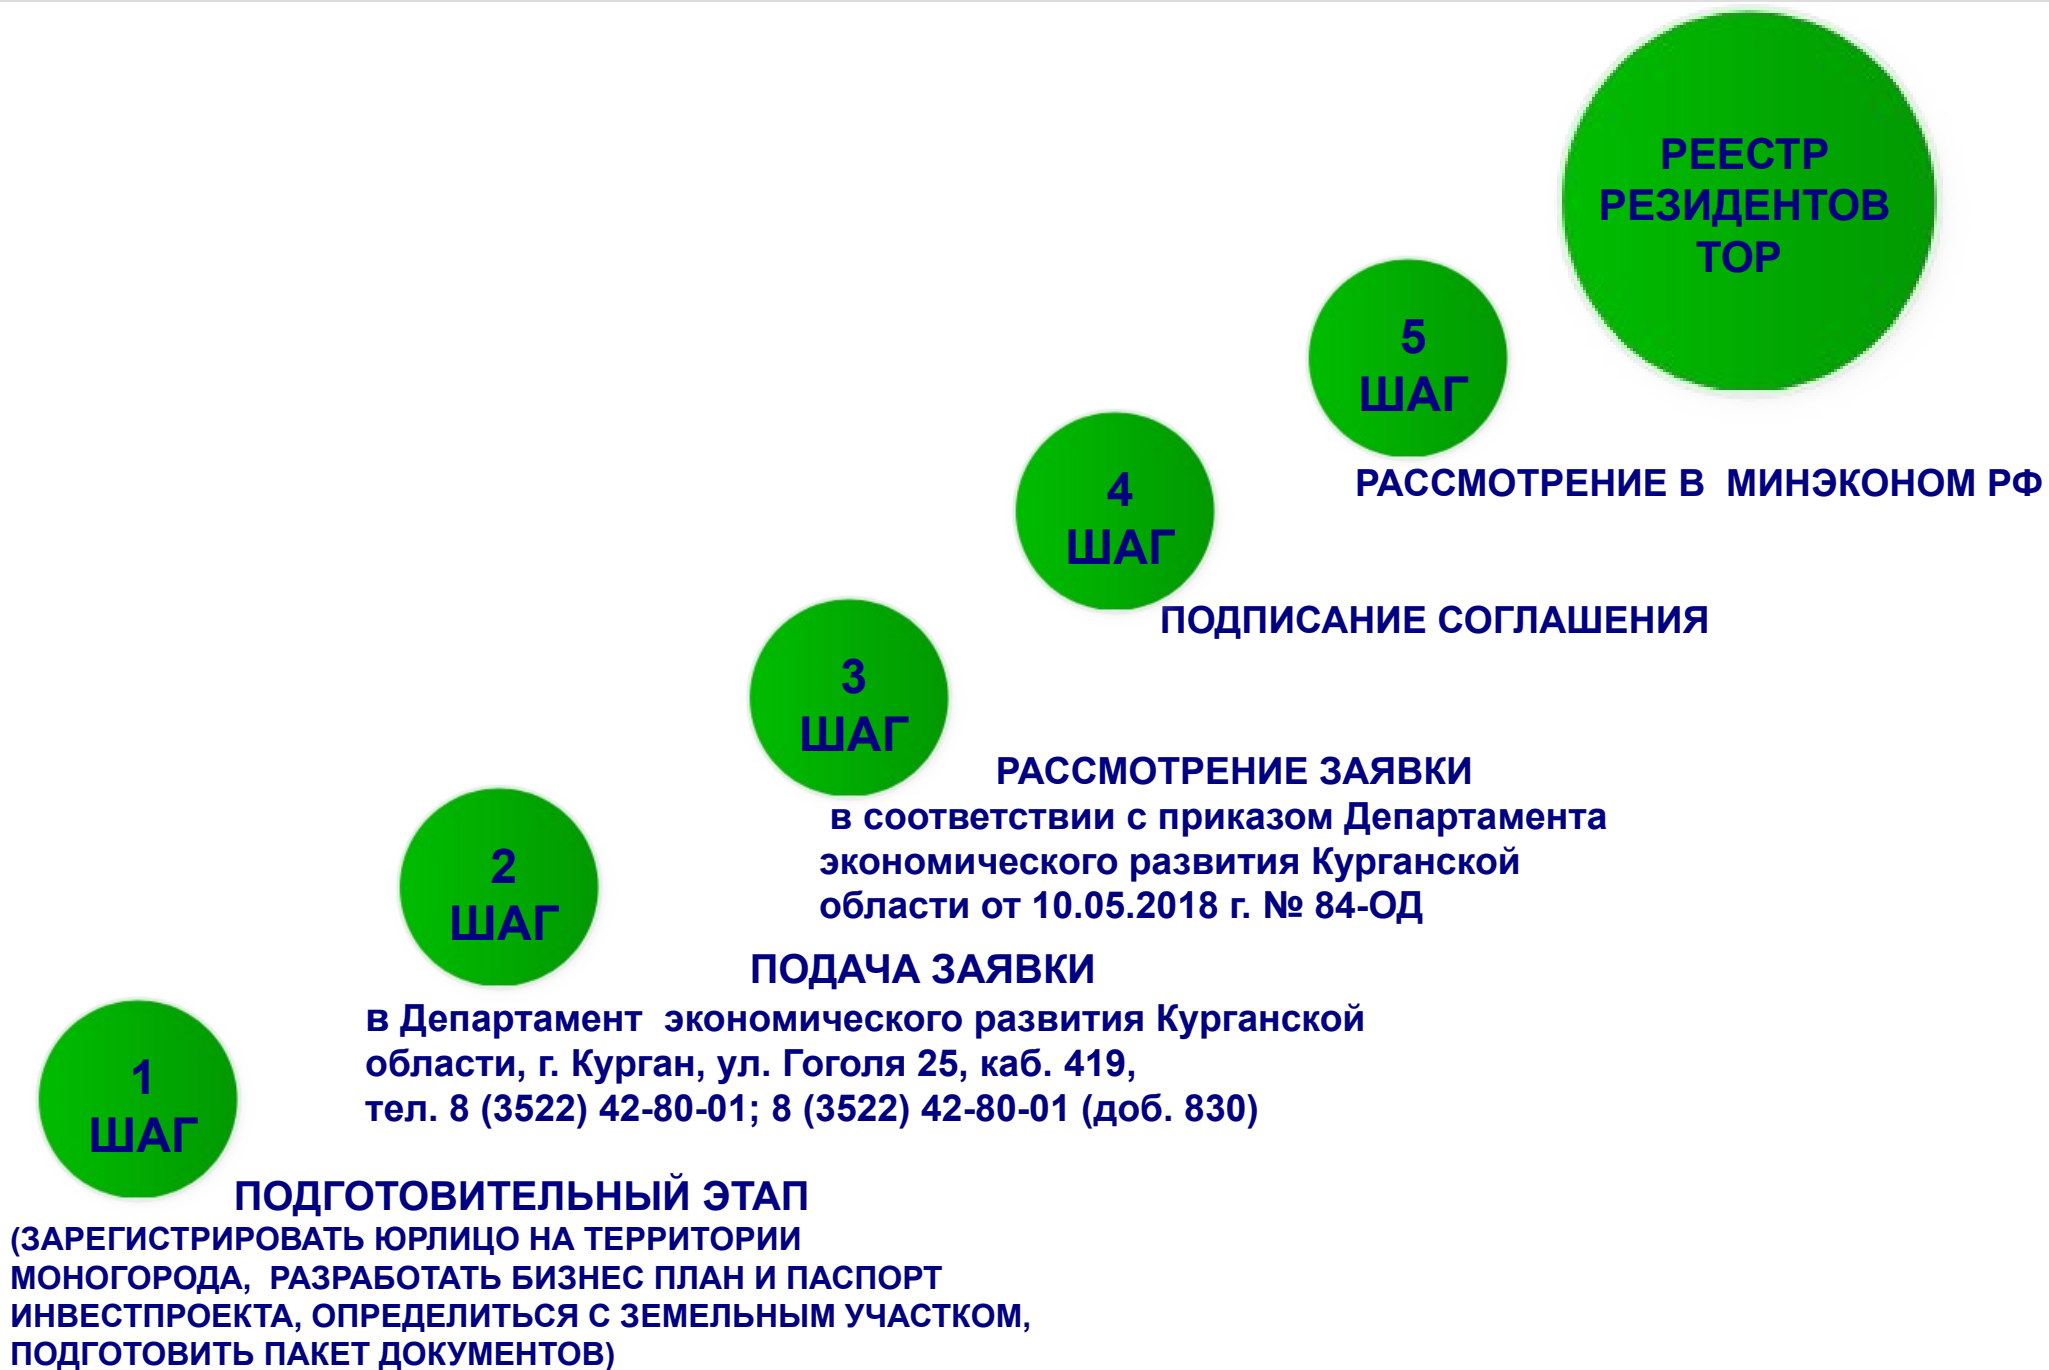 РЕЕСТР
РЕЗИДЕНТОВ
ТОР
5
ШАГ
РАССМОТРЕНИЕ В МИНЭКОНОМ РФ
4
ШАГ
ПОДПИСАНИЕ СОГЛАШЕНИЯ
3
ШАГ
РАССМОТРЕНИЕ ЗАЯВКИ
в соответствии с приказом Департамента
экономического развития Курганской
области от 10.05.2018 г. № 84-ОД
2
ШАГ
ПОДАЧА ЗАЯВКИ
в Департамент экономического развития Курганской
области, г. Курган, ул. Гоголя 25, каб. 419,
тел. 8 (3522) 42-80-01; 8 (3522) 42-80-01 (доб. 830)
1
ШАГ
ПОДГОТОВИТЕЛЬНЫЙ ЭТАП
(ЗАРЕГИСТРИРОВАТЬ ЮРЛИЦО НА ТЕРРИТОРИИ
МОНОГОРОДА, РАЗРАБОТАТЬ БИЗНЕС ПЛАН И ПАСПОРТ
ИНВЕСТПРОЕКТА, ОПРЕДЕЛИТЬСЯ С ЗЕМЕЛЬНЫМ УЧАСТКОМ,
ПОДГОТОВИТЬ ПАКЕТ ДОКУМЕНТОВ)